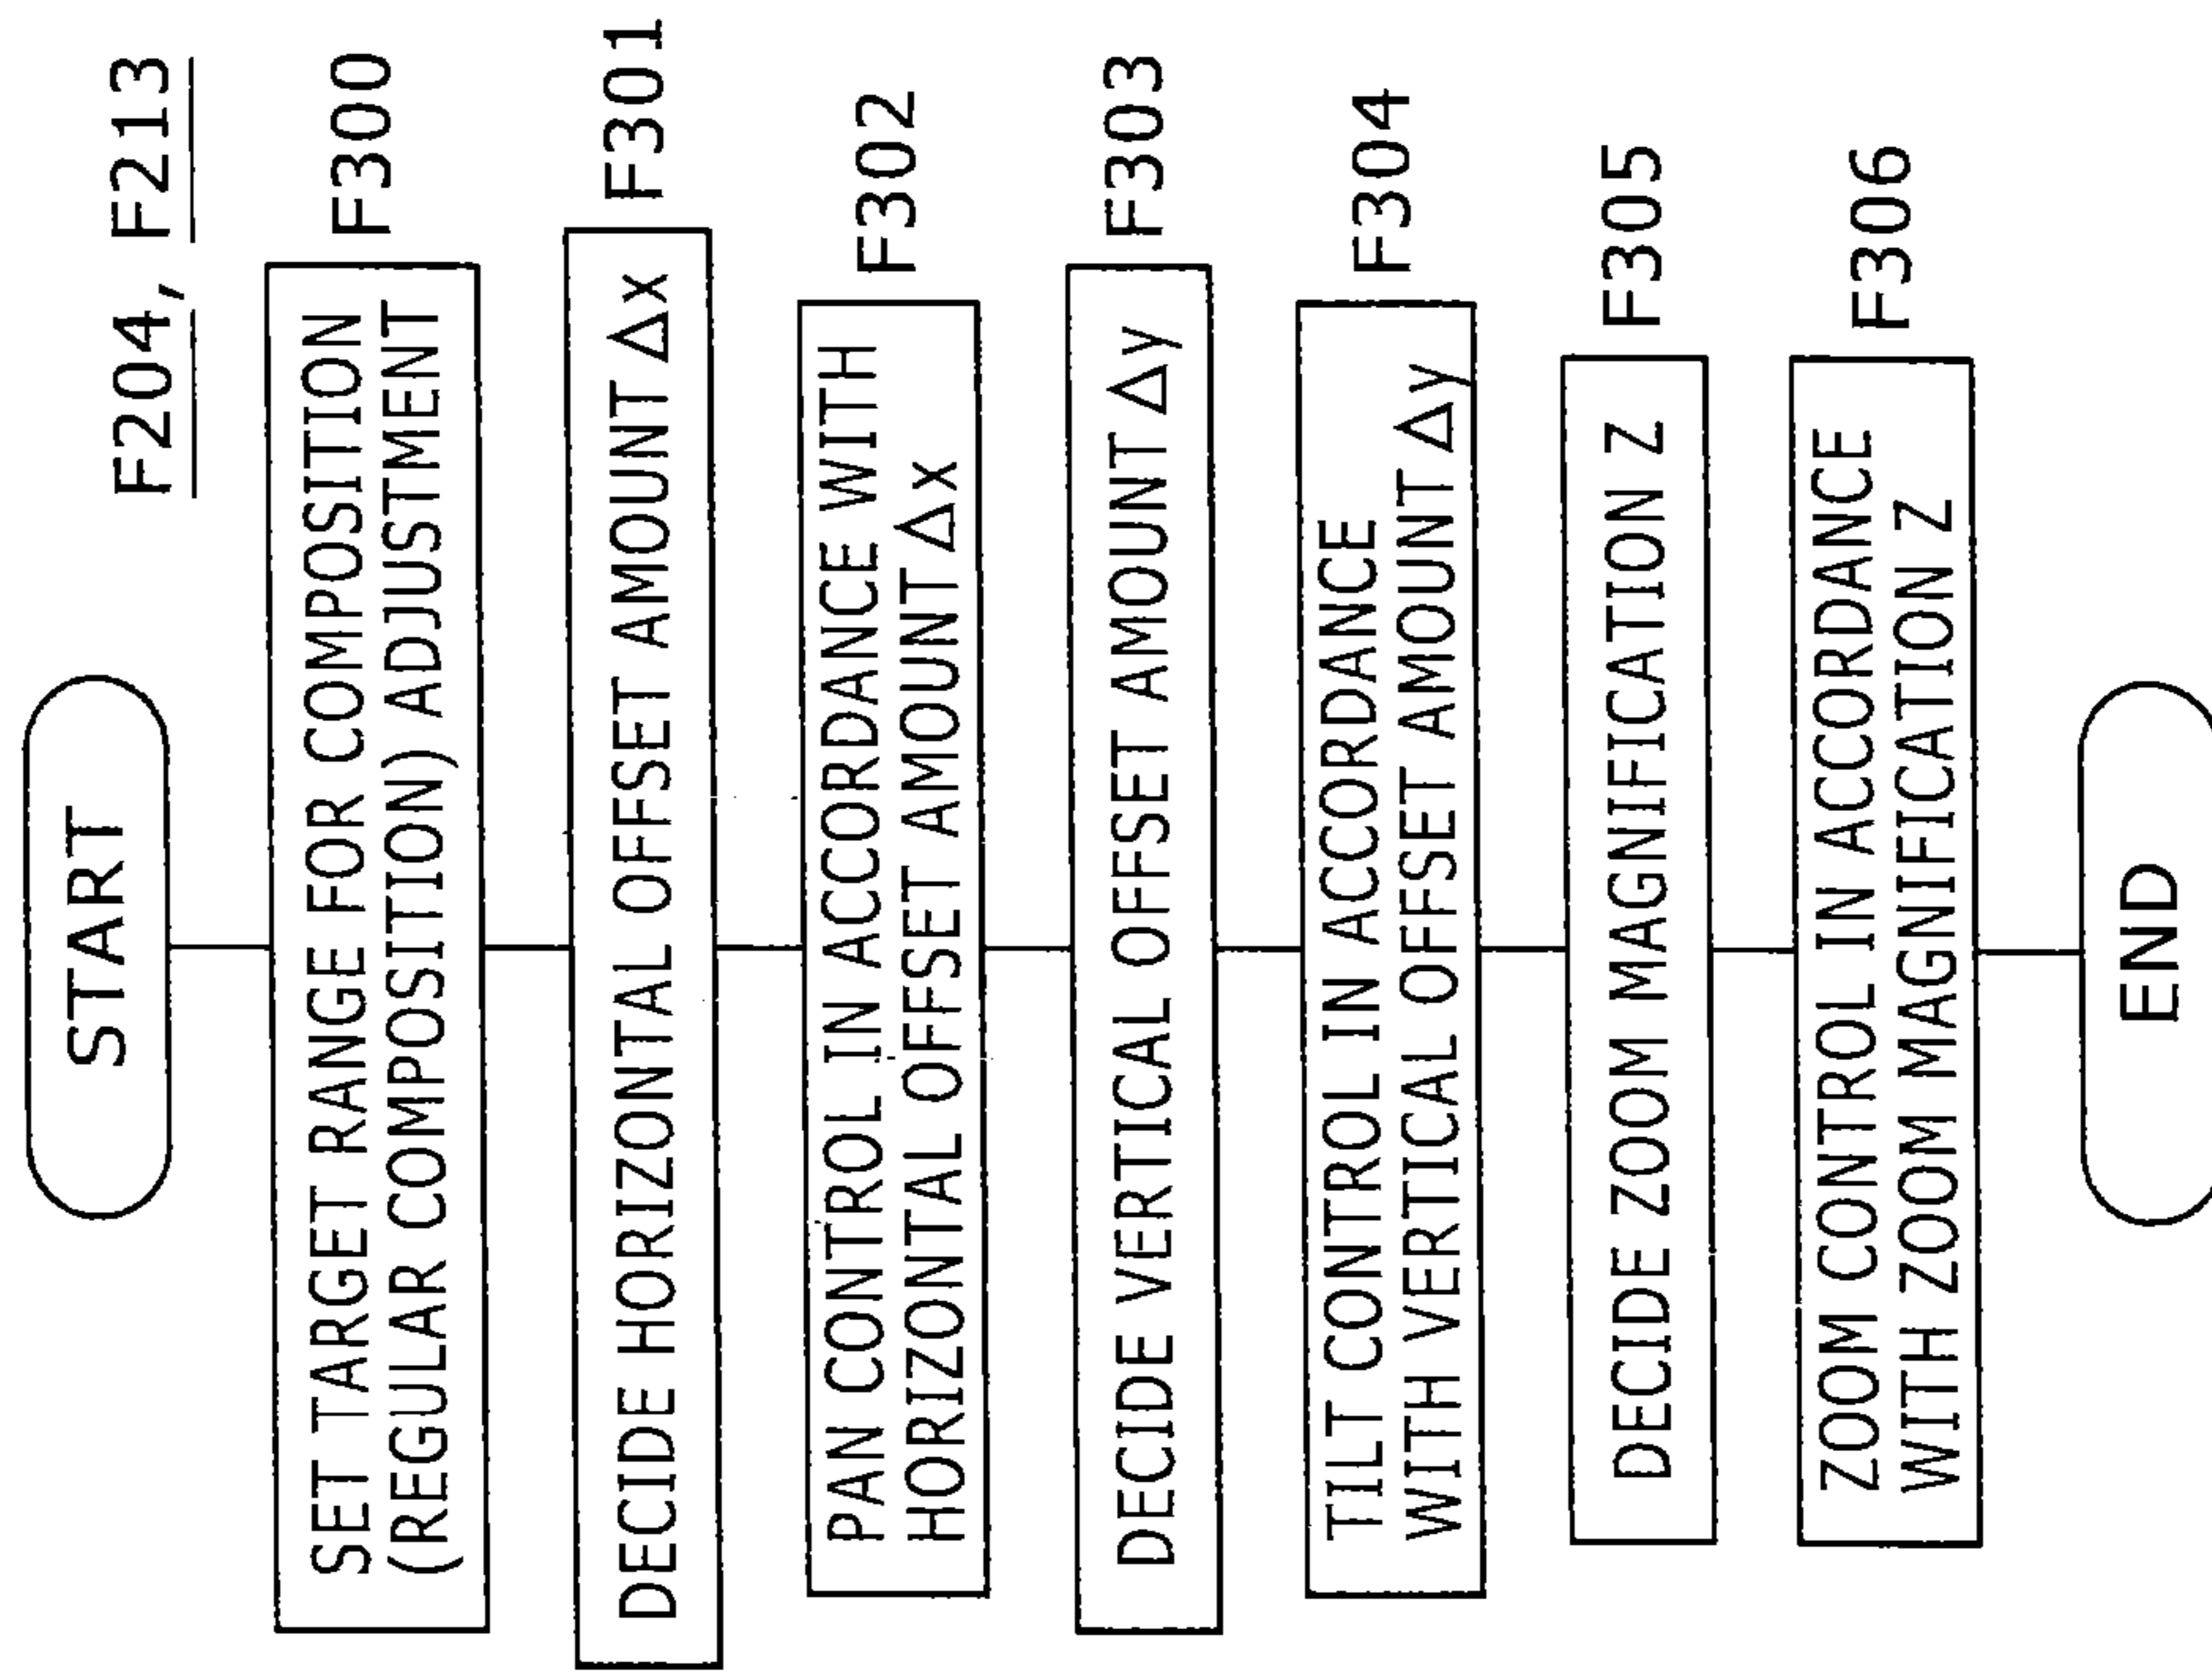 F204, F213
START
SET TARGET RANGE FOR COMPOSITION
(REGULAR COMPOSITION) ADJUSTMENT
F300
DECIDE HORIZONTAL OFFSET AMOUNT Δx
F301
PAN CONTROL IN ACCORDANCE WITH
HORIZONTAL OFFSET AMOUNT Δx
F302
DECIDE VERTICAL OFFSET AMOUNT Δy
F303
TILT CONTROL IN ACCORDANCE
WITH VERTICAL OFFSET AMOUNT Δy
F304
DECIDE ZOOM MAGNIFICATION Z
F305
ZOOM CONTROL IN ACCORDANCE
WITH ZOOM MAGNIFICATION Z
F306
END